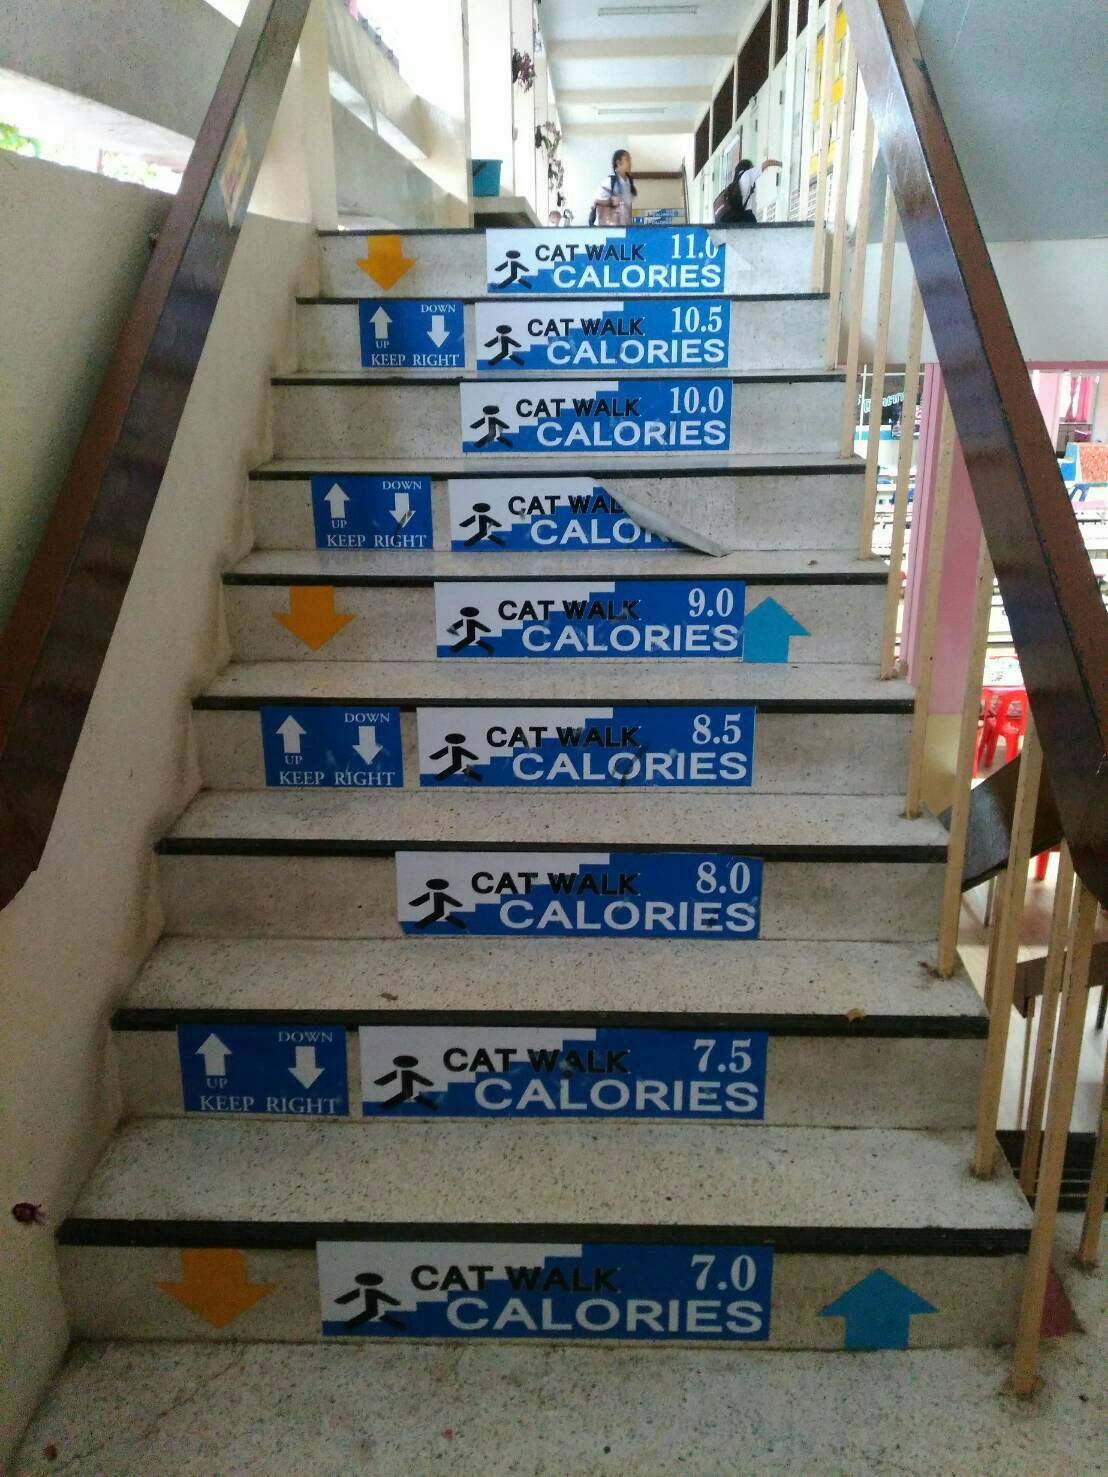 CAT WALK 11.0
CALORIES
UP DOWN
KEEP RIGHT
CAT WALK 10.5
CALORIES
CAT WALK 10.0
CALORIES
UP DOWN
KEEP RIGHT
CAT
CALOR
CAT WALK 9.0
CALORIES
UP DOWN
KEEP RIGHT
CAT WALK 8.5
CALORIES
CAT WALK 8.0
CALORIES
UP DOWN
KEEP RIGHT
CAT WALK 7.5
CALORIES
CAT WALK 7.0
CALORIES